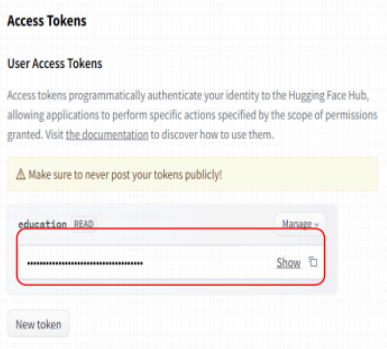 Access Tokens
User Access Tokens
Access tokens programmatically authenticate your identity to the Hugging Face Hub,
allowing applications to perform specific actions specified by the scope of permissions
granted. Visit the documentation to discover how to use them.
⚠ Make sure to never post your tokens publicly!
education READ Manage
•••••••••••••••••••••••••••••••••••••
Show
New token